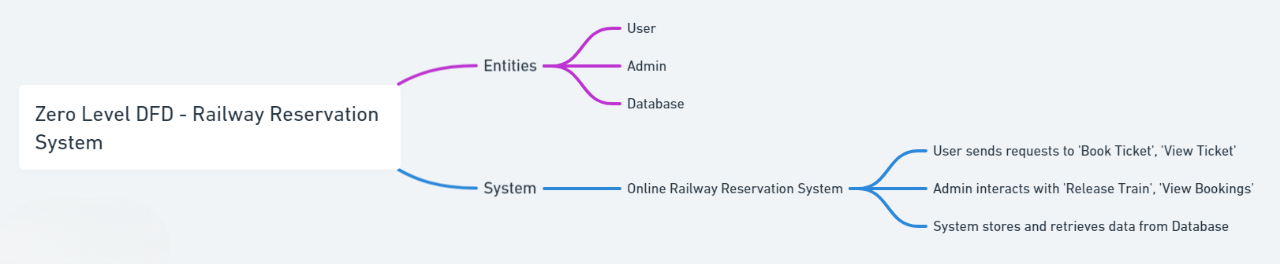 Zero Level DFD - Railway Reservation
System
Entities
User
Admin
Database
System
Online Railway Reservation System
User sends requests to 'Book Ticket', 'View Ticket'
Admin interacts with 'Release Train', 'View Bookings'
System stores and retrieves data from Database